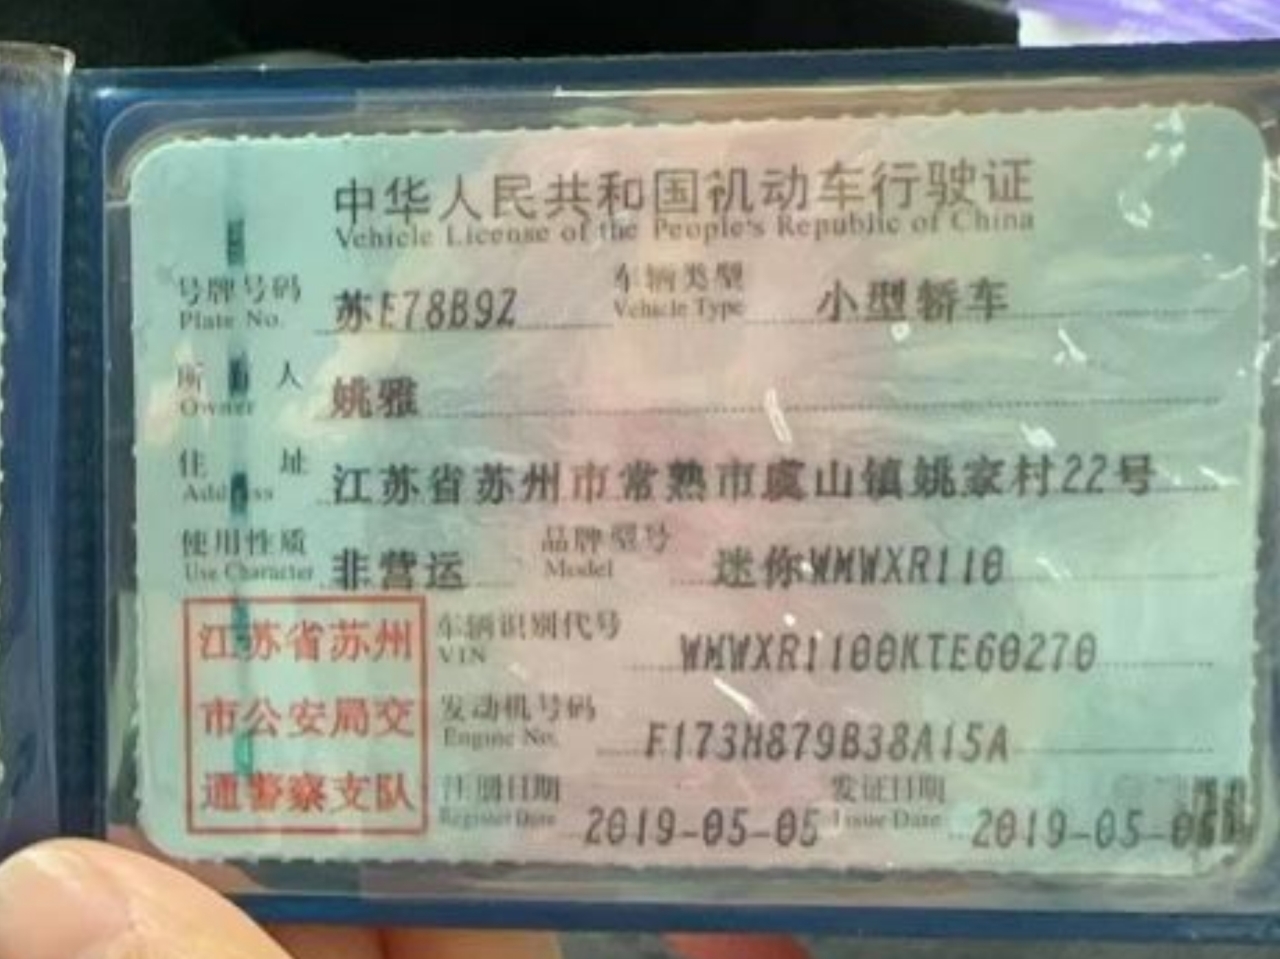 中华人民共和国机动车行驶证
Vehicle License of the People's Republic of China
号牌号码 苏E78B9Z 车辆类型 小型轿车
Plate No. Vehicle Type
所 人 姚雅
Owner
住 址 江苏省苏州市常熟市虞山镇姚家村22号
Address
使用性质 非营运 品牌型号 迷你WMWXR110
Use Character Model
江苏省苏州
市公安局交
通警察支队
车辆识别代号 WMWXR1100KTE60270
VIN
发动机号码 F173H879B38A15A
Engine No.
注册日期 2019-05-05 发证日期 2019-05-
Register Date Issue Date